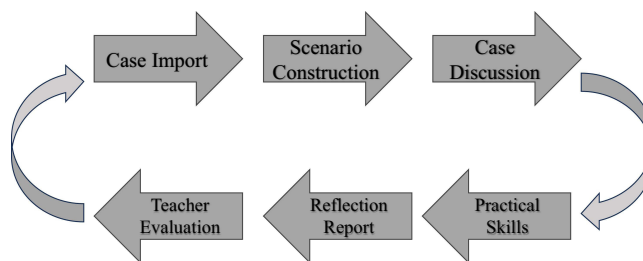 Case Import
Scenario
Construction
Case
Discussion
Teacher
Evaluation
Reflection
Report
Practical
Skills